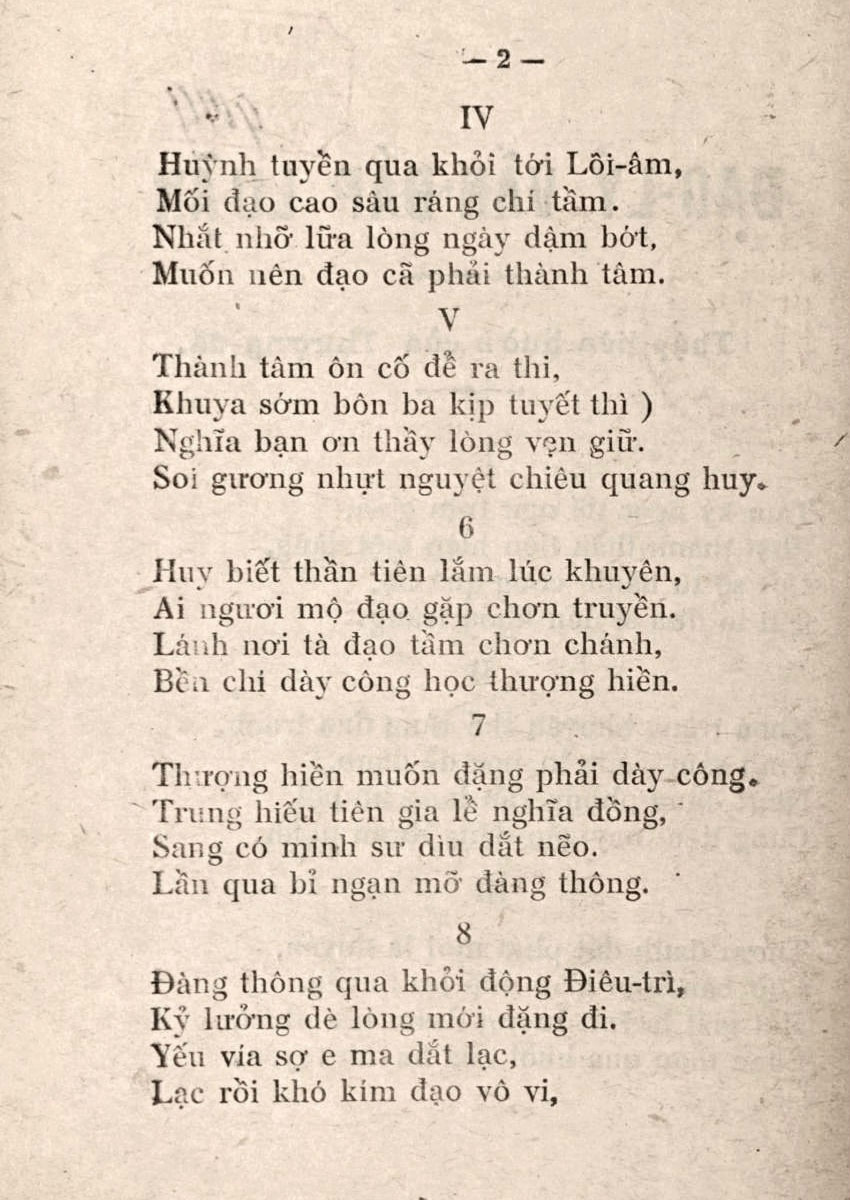 — 2 —
IV
Huỳnh tuyền qua khỏi tới Lôi-âm,
Mối đạo cao sâu ráng chí tầm.
Nhắt nhỡ lữa lòng ngày dậm bớt,
Muốn nên đạo cã phải thành tâm.
V
Thành tâm ôn cố để ra thi,
Khuya sớm bôn ba kịp tuyết thì )
Nghĩa bạn ơn thầy lòng vẹn giữ.
Soi gương nhựt nguyệt chiêu quang huy.
6
Huy biết thần tiên lắm lúc khuyên,
Ai ngươi mộ đạo gặp chơn truyền.
Lánh nơi tà đạo tầm chơn chánh,
Bền chí dày công học thượng hiền.
7
Thượng hiền muốn đặng phải dày công.
Trung hiếu tiên gia lể nghĩa đồng,
Sang có minh sư dìu dắt nẽo.
Lần qua bỉ ngạn mỡ đàng thông.
8
Đàng thông qua khỏi động Điêu-trì,
Kỷ lưởng dè lòng mới đặng đi.
Yếu vía sợ e ma dắt lạc,
Lạc rồi khó kím đạo vô vi,